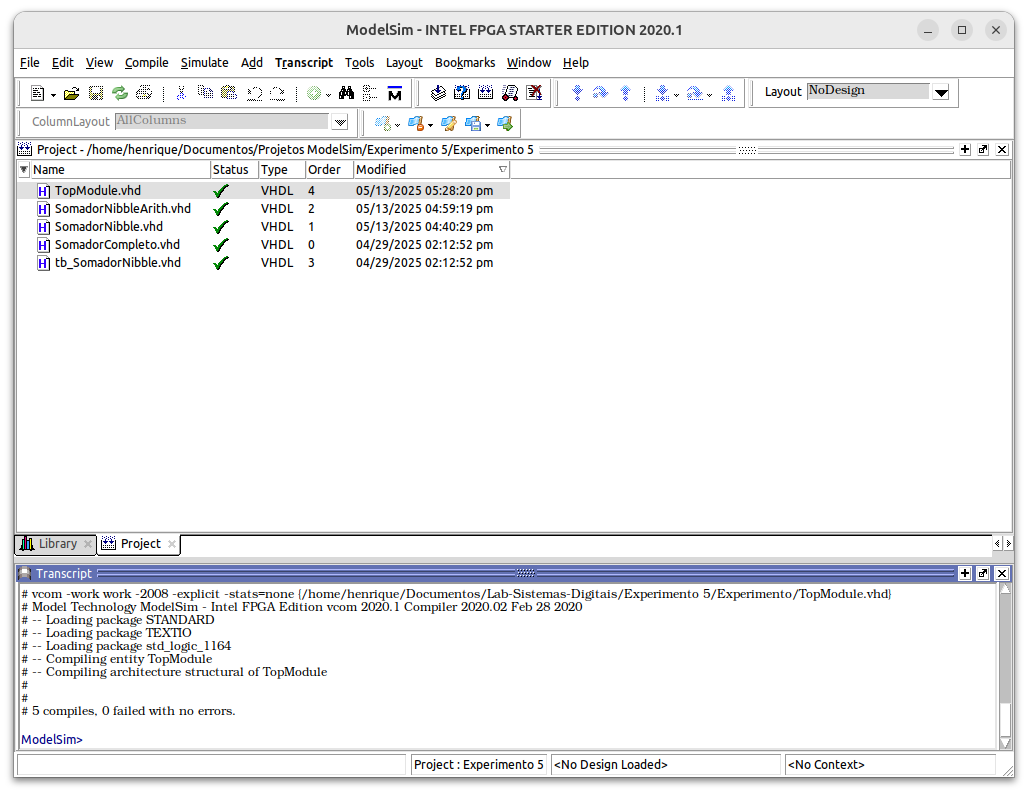 ModelSim - INTEL FPGA STARTER EDITION 2020.1
File Edit View Compile Simulate Add Transcript Tools Layout Bookmarks Window Help
Layout NoDesign
ColumnLayout AllColumns
Project - /home/henrique/Documentos/Projetos ModelSim/Experimento 5/Experimento 5
Name Status Type Order Modified
TopModule.vhd VHDL 4 05/13/2025 05:28:20 pm
SomadorNibbleArith.vhd VHDL 2 05/13/2025 04:59:19 pm
SomadorNibble.vhd VHDL 1 05/13/2025 04:40:29 pm
SomadorCompleto.vhd VHDL 0 04/29/2025 02:12:52 pm
tb_SomadorNibble.vhd VHDL 3 04/29/2025 02:12:52 pm
Library Project
Transcript
# vcom -work work -2008 -explicit -stats=none {/home/henrique/Documentos/Lab-Sistemas-Digitais/Experimento 5/Experimento/TopModule.vhd}
# Model Technology ModelSim - Intel FPGA Edition vcom 2020.1 Compiler 2020.02 Feb 28 2020
# -- Loading package STANDARD
# -- Loading package TEXTIO
# -- Loading package std_logic_1164
# -- Compiling entity TopModule
# -- Compiling architecture structural of TopModule
#
#
# 5 compiles, 0 failed with no errors.
ModelSim>
Project : Experimento 5 <No Design Loaded> <No Context>